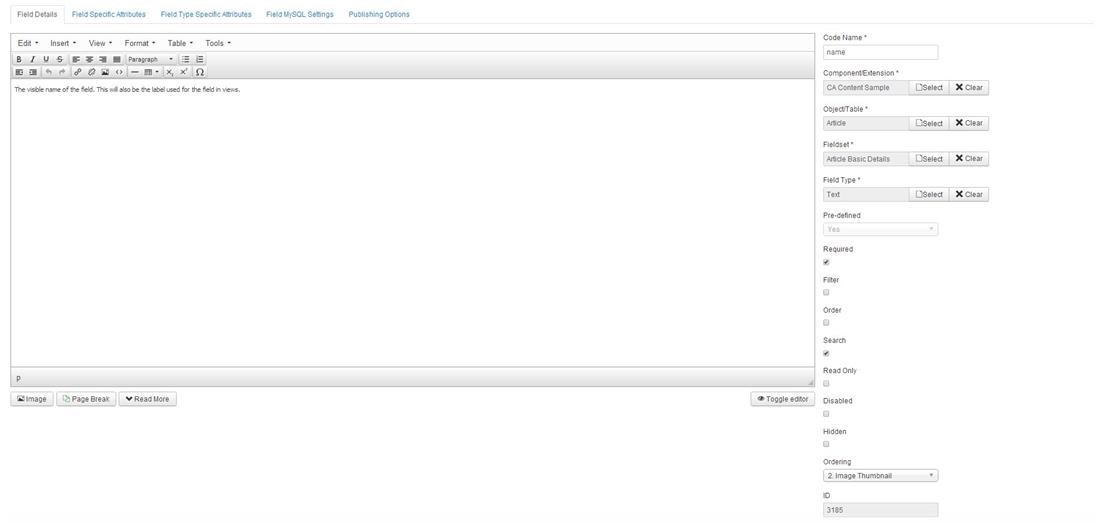 Field Details Field Specific Attributes Field Type Specific Attributes Field MySQL Settings Publishing Options
Edit Insert View Format Table Tools
B I U S Paragraph
The visible name of the field. This will also be the label used for the field in views.
p
Image Page Break Read More Toggle editor
Code Name *
name
Component/Extension *
CA Content Sample Select Clear
Object/Table *
Article Select Clear
Fieldset *
Article Basic Details Select Clear
Field Type *
Text Select Clear
Pre-defined
Yes
Required
Filter
Order
Search
Read Only
Disabled
Hidden
Ordering
2. Image Thumbnail
ID
3185